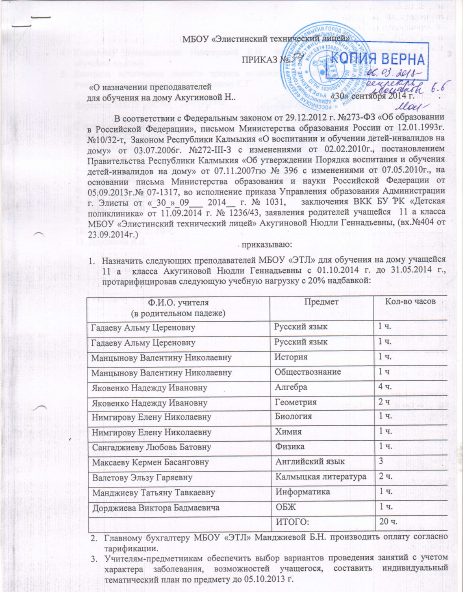 МБОУ «Элистинский технический лицей»
ПРИКАЗ №
КОПИЯ ВЕРНА
«О назначении преподавателей
для обучения на дому Акугиновой Н..
«30» сентября 2014 г.
В соответствии с Федеральным законом от 29.12.2012 г. №273-ФЗ «Об образовании
в Российской Федерации», письмом Министерства образования России от 12.01.1993г.
№10/32-т, Законом Республики Калмыкия «О воспитании и обучении детей-инвалидов на
дому» от 03.07.2006г. №272-Ш-З с изменениями от 02.02.2010г., постановлением
Правительства Республики Калмыкия «Об утверждении Порядка воспитания и обучения
детей-инвалидов на дому» от 07.11.2007гю № 396 с изменениями от 07.05.2010г., на
основании письма Министерства образования и науки Российской Федерации от
05.09.2013г.№ 07-1317, во исполнение приказа Управления образования Администрации
г. Элисты от «_30_»_09___ 2014__ г. № 1031, заключения ВКК БУ РК «Детская
поликлиника» от 11.09.2014 г. № 1236/43, заявления родителей учащейся 11 а класса
МБОУ «Элистинский технический лицей» Акугиновой Нюдли Геннадьевны, (вх.№404 от
23.09.2014г.)
приказываю:
1. Назначить следующих преподавателей МБОУ «ЭТЛ» для обучения на дому учащейся
11 а класса Акугиновой Нюдли Геннадиевны с 01.10.2014 г. до 31.05.2014 г.,
протарифицировав следующую учебную нагрузку с 20% надбавкой:
Ф.И.О. учителя Предмет Кол-во часов
(в родительном падеже)
Гадаеву Альму Цереновну Русский язык 1 ч.
Гадаеву Альму Цереновну Русский язык 1 ч.
Манцынову Валентину Николаевну История 1 ч.
Манцынову Валентину Николаевну Обществознание 1 ч
Яковенко Надежду Ивановну Алгебра 4 ч.
Яковенко Надежду Ивановну Геометрия 2 ч
Нимгирову Елену Николаевну Биология 1 ч.
Нимгирову Елену Николаевну Химия 1 ч.
Сангаджиеву Любовь Батовну Физика 1 ч.
Максаеву Кермен Басанговну Английский язык 3
Валетову Эльзу Гаряевну Калмыцкая литература 2 ч.
Манджиеву Татьяну Тавкаевну Информатика 1 ч.
Дорджиева Виктора Бадмаевича ОБЖ 1 ч.
ИТОГО: 20 ч.
2. Главному бухгалтеру МБОУ «ЭТЛ» Манджиевой Б.Н. производить оплату согласно
тарификации.
3. Учителям-предметникам обеспечить выбор вариантов проведения занятий с учетом
характера заболевания, возможностей учащегося, составить индивидуальный
тематический план по предмету до 05.10.2013 г.